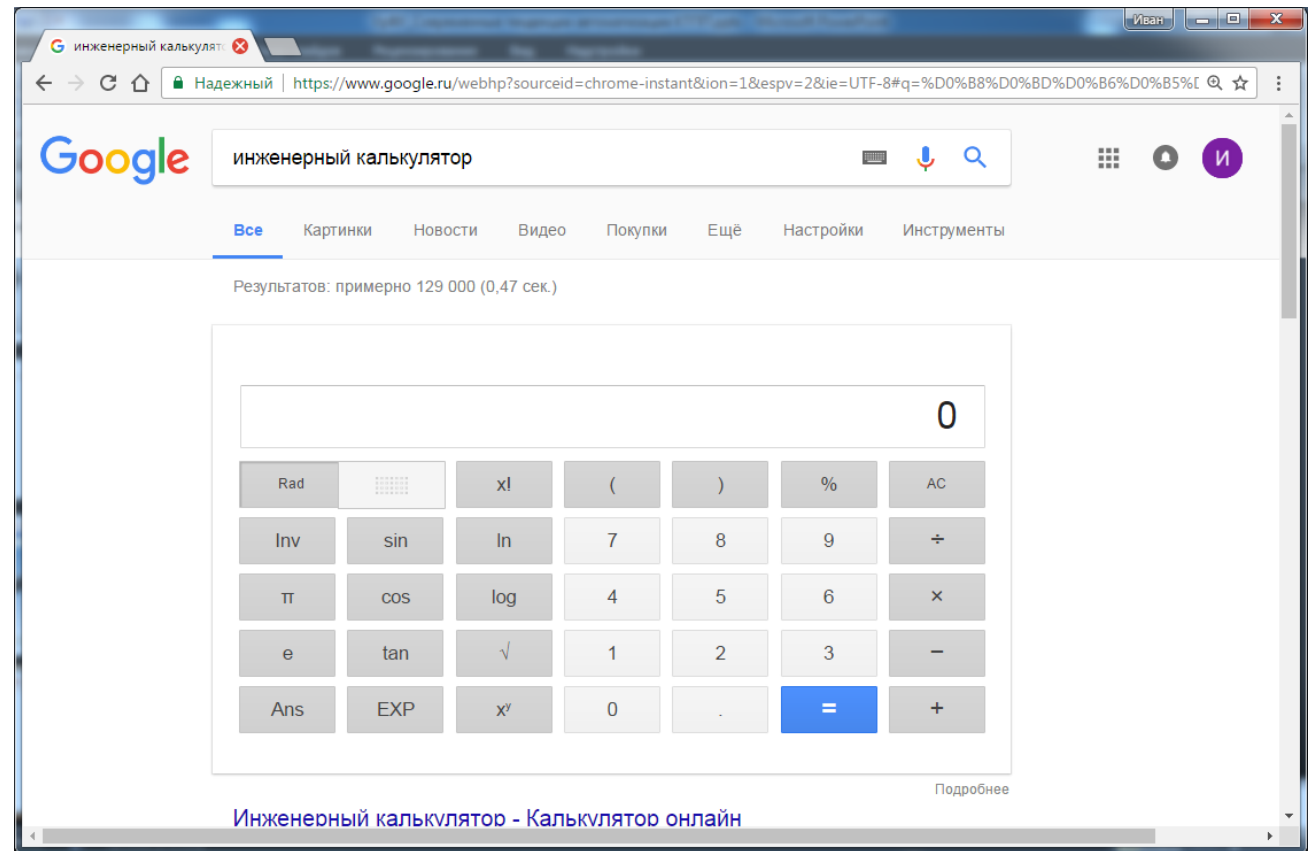 Иван
инженерный калькулят
Надежный | https://www.google.ru/webhp?sourceid=chrome-instant&ion=1&espv=2&ie=UTF-8#q=%D0%B8%D0%BD%D0%B6%D0%B5%
Google инженерный калькулятор И
Все Картинки Новости Видео Покупки Ещё Настройки Инструменты
Результатов: примерно 129 000 (0,47 сек.)
0
Rad x! ( ) % AC
Inv sin ln 7 8 9 ÷
π cos log 4 5 6 ×
e tan √ 1 2 3 −
Ans EXP xʸ 0 . = +
Подробнее
Инженерный калькулятор - Калькулятор онлайн